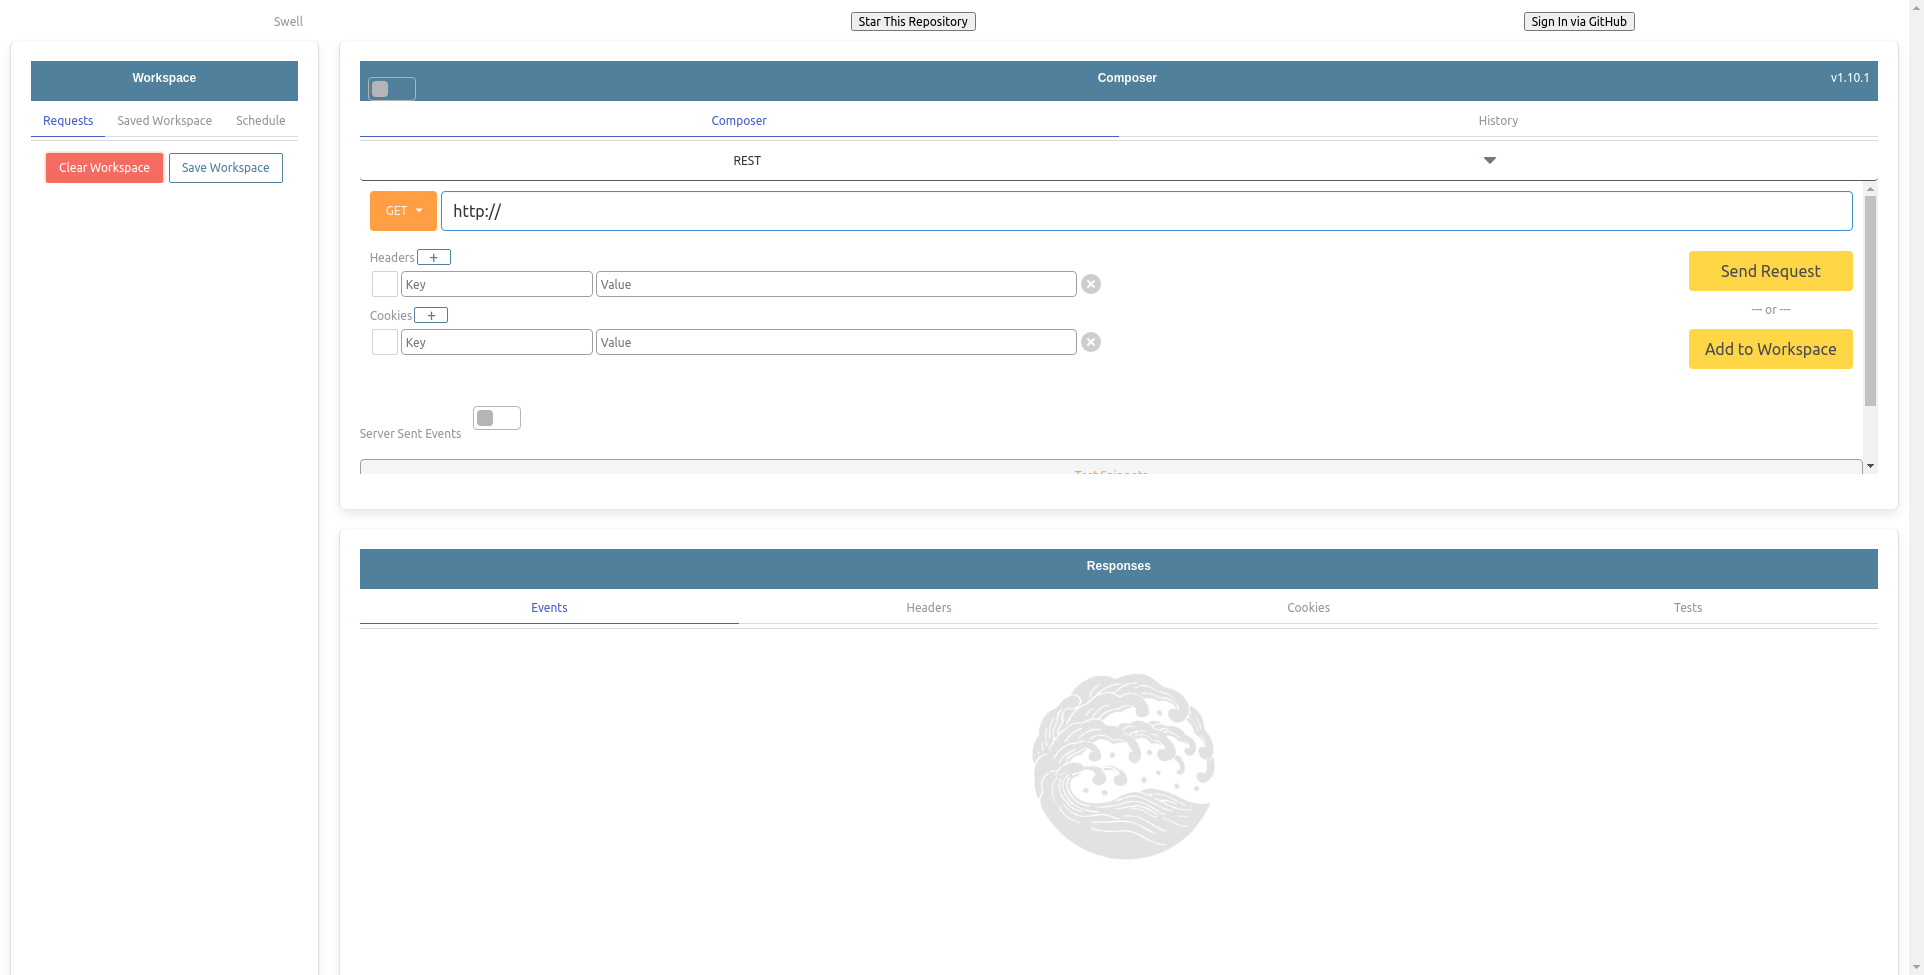 Swell
Star This Repository
Sign In via GitHub
Workspace
Requests
Saved Workspace
Schedule
Clear Workspace
Save Workspace
Composer
v1.10.1
Composer
History
REST
GET
http://
Headers
+
Key
Value
Cookies
+
Key
Value
Send Request
--- or ---
Add to Workspace
Server Sent Events
Test Snippets
Responses
Events
Headers
Cookies
Tests